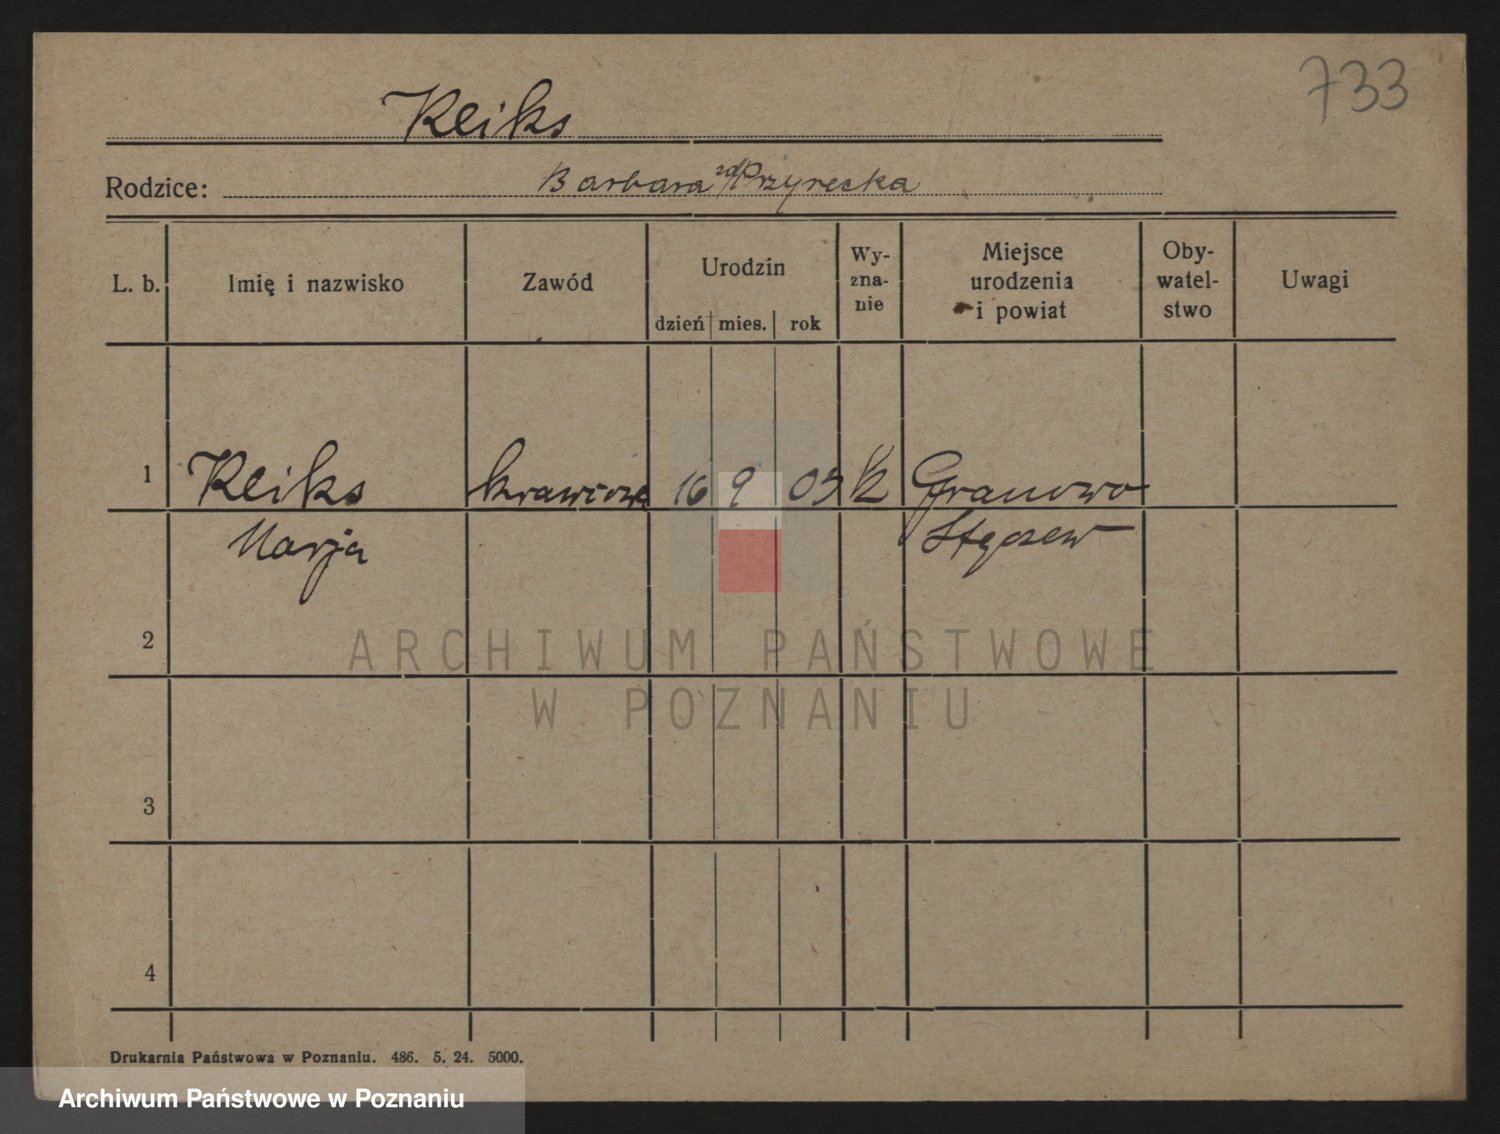 733
Kleiks
Rodzice: Barbara zd Przyrecka
L. b. Imię i nazwisko Zawód Urodzin dzień mies. rok Wy-zna-nie Miejsce urodzenia i powiat Oby-watel-stwo Uwagi
1 Kleiks krawcowa 16 9 03 k Granowo
Marja Stęszew
2
3
4
ARCHIWUM PAŃSTWOWE
W POZNANIU
Drukarnia Państwowa w Poznaniu. 486. 5. 24. 5000.
Archiwum Państwowe w Poznaniu